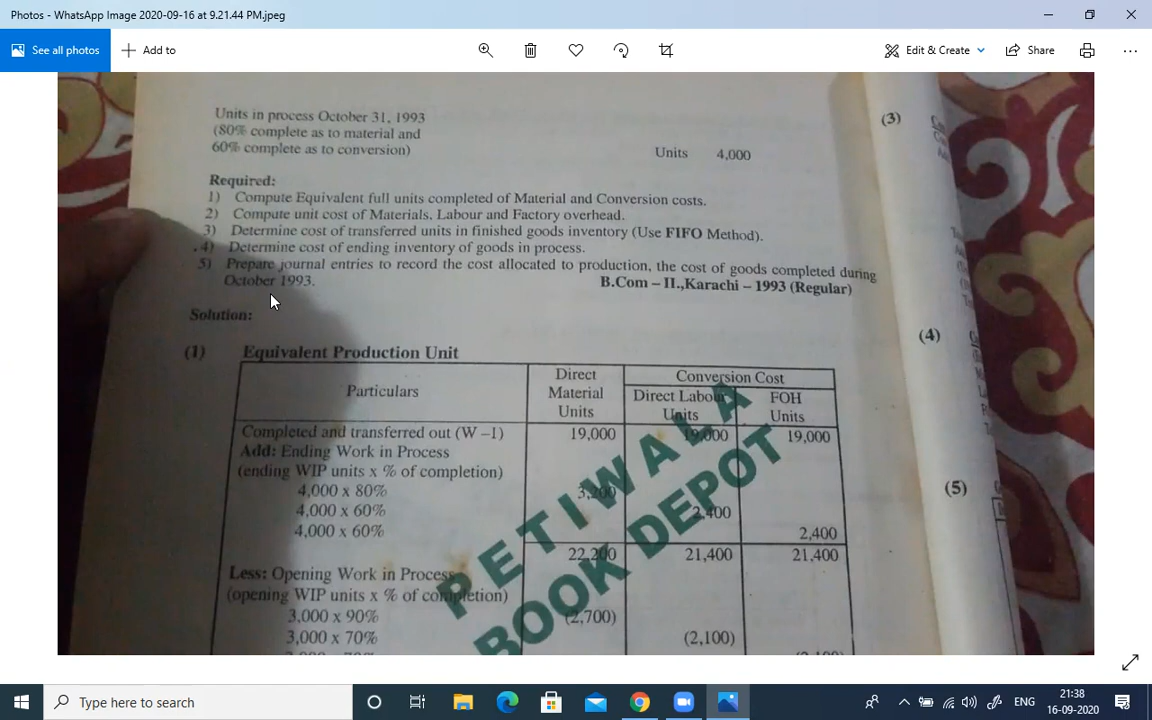 Photos - WhatsApp Image 2020-09-16 at 9.21.44 PM.jpeg
See all photos
Add to
Edit & Create
Share
Units in process October 31, 1993
(80% complete as to material and
60% complete as to conversion)
Units 4,000
Required:
1) Compute Equivalent full units completed of Material and Conversion costs.
2) Compute unit cost of Materials, Labour and Factory overhead.
3) Determine cost of transferred units in finished goods inventory (Use FIFO Method).
4) Determine cost of ending inventory of goods in process.
5) Prepare journal entries to record the cost allocated to production, the cost of goods completed during
October 1993.
B.Com – II.,Karachi – 1993 (Regular)
Solution:
(1) Equivalent Production Unit
Particulars
Direct
Material
Units
Conversion Cost
Direct Labour
Units
FOH
Units
Completed and transferred out (W –1) 19,000 19,000 19,000
Add: Ending Work in Process
(ending WIP units x % of completion)
4,000 x 80% 3,200
4,000 x 60% 2,400
4,000 x 60% 2,400
22,200 21,400 21,400
Less: Opening Work in Process
(opening WIP units x % of completion)
3,000 x 90% (2,700)
3,000 x 70% (2,100)
PETIWALA
BOOK DEPOT
(3)
(4)
(5)
Type here to search
ENG
21:38
16-09-2020